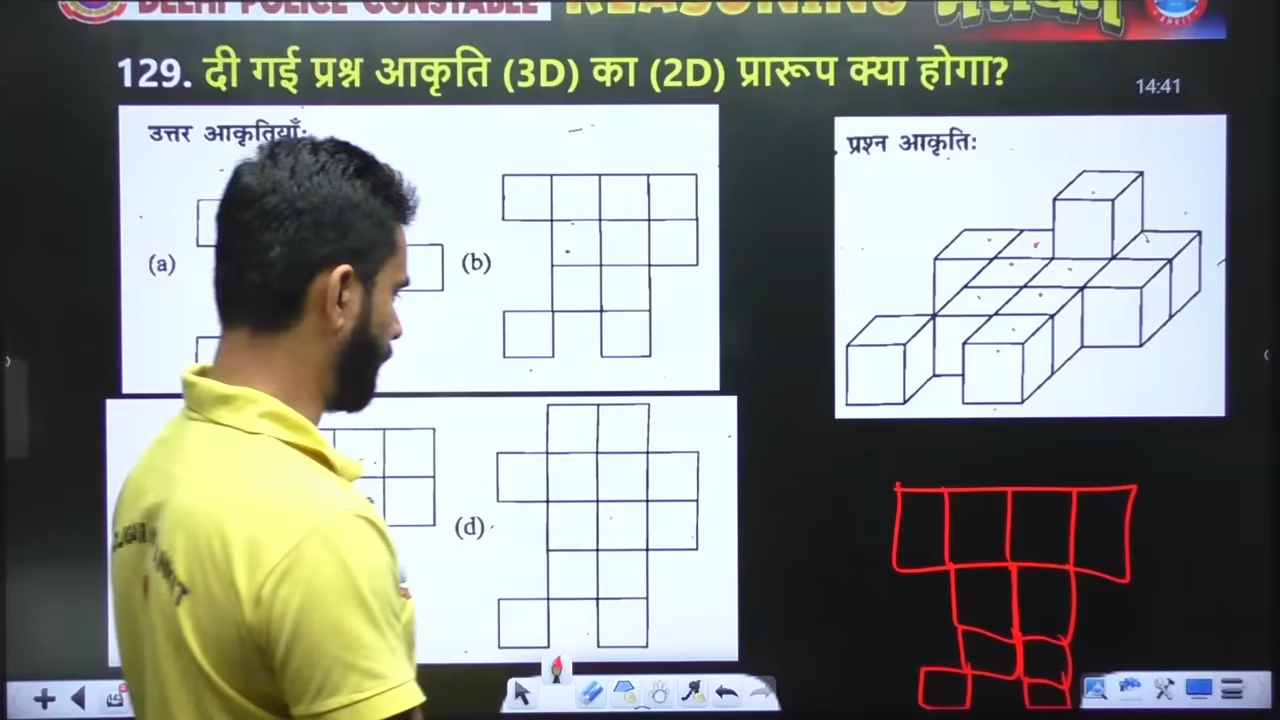 DELHI POLICE CONSTABLE REASONING
129. दी गई प्रश्न आकृति (3D) का (2D) प्रारूप क्या होगा?
14:41
उत्तर आकृतियाँ:
प्रश्न आकृति:
(a)
(b)
(d)